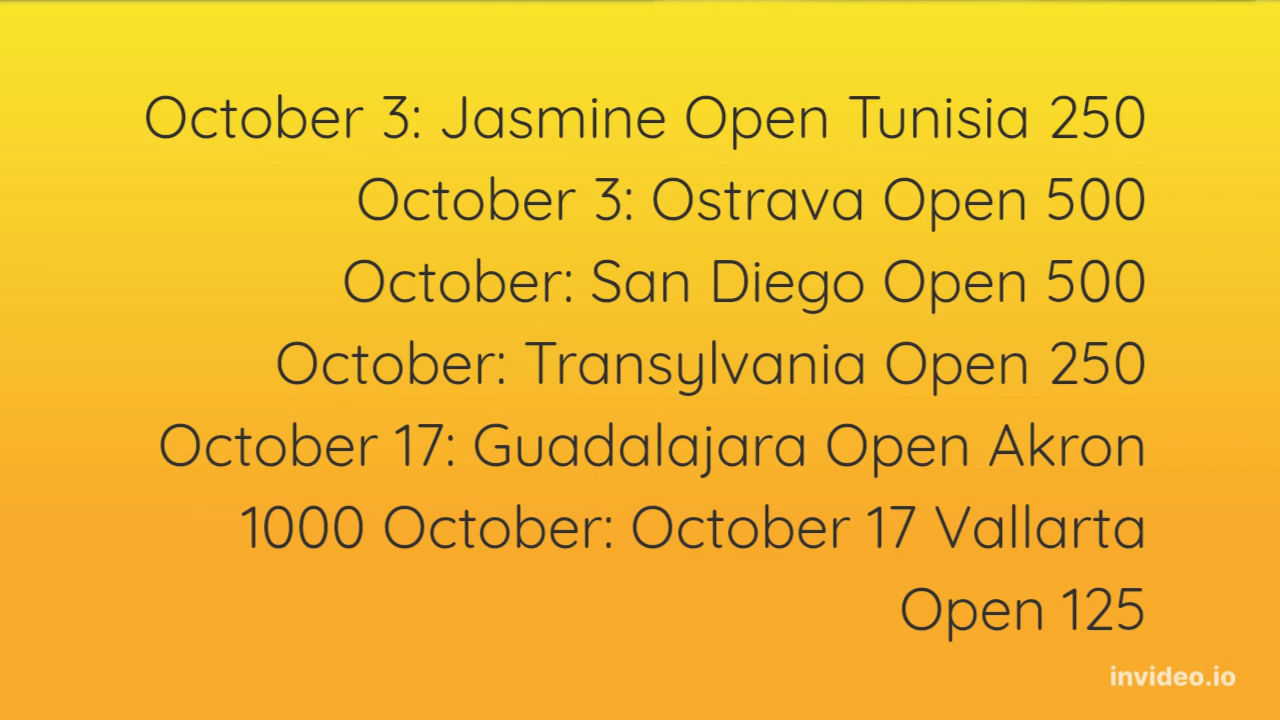 October 3: Jasmine Open Tunisia 250
October 3: Ostrava Open 500
October: San Diego Open 500
October: Transylvania Open 250
October 17: Guadalajara Open Akron
1000 October: October 17 Vallarta
Open 125
invideo.io